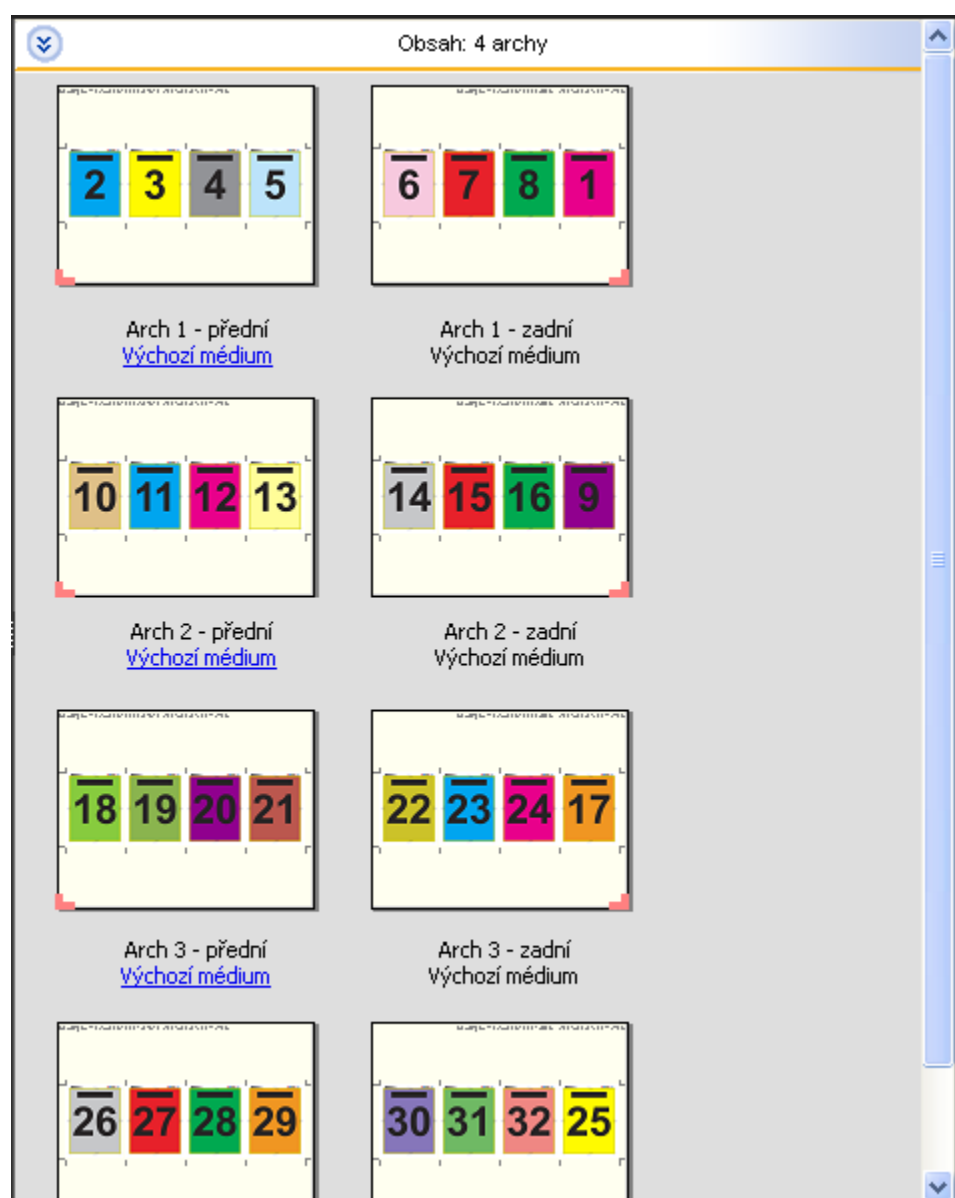 Obsah: 4 archy
2 3 4 5
6 7 8 1
Arch 1 - přední
Výchozí médium
Arch 1 - zadní
Výchozí médium
10 11 12 13
14 15 16 9
Arch 2 - přední
Výchozí médium
Arch 2 - zadní
Výchozí médium
18 19 20 21
22 23 24 17
Arch 3 - přední
Výchozí médium
Arch 3 - zadní
Výchozí médium
26 27 28 29
30 31 32 25